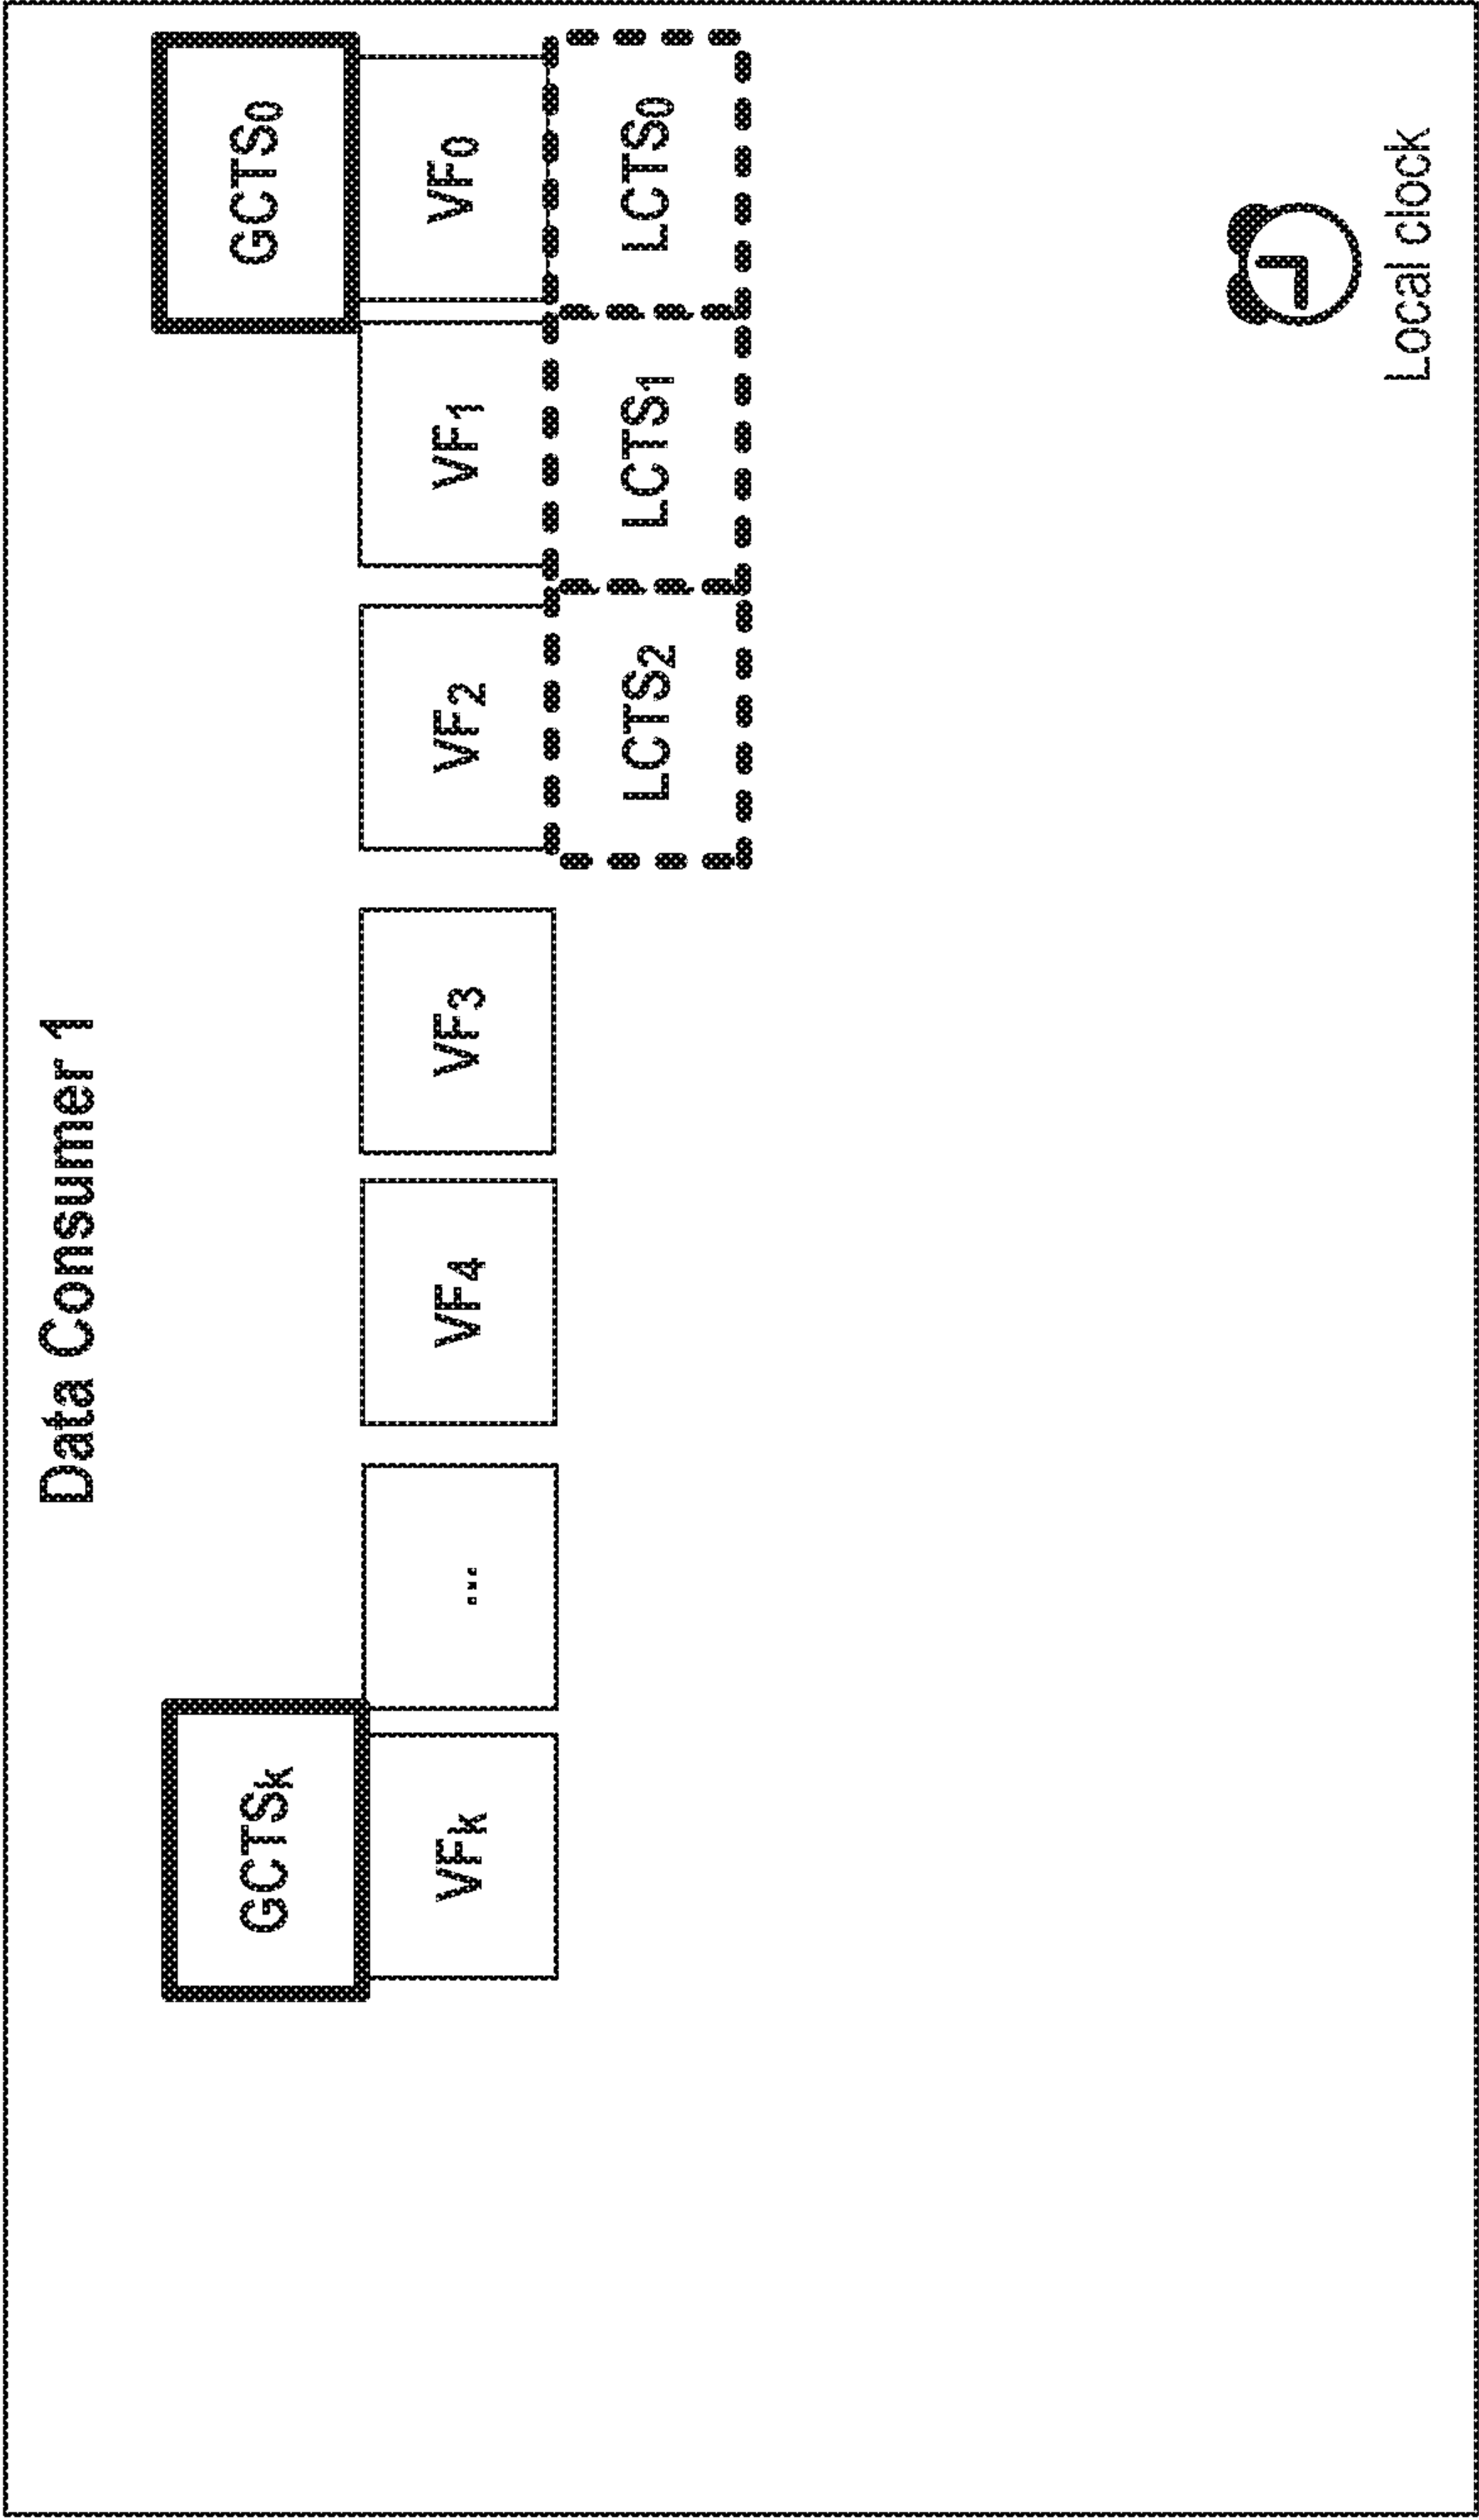 Data Consumer 1
GCTSk
GCTS0
VFk
...
VF4
VF3
VF2
VF1
VF0
LCTS2
LCTS1
LCTS0
Local clock